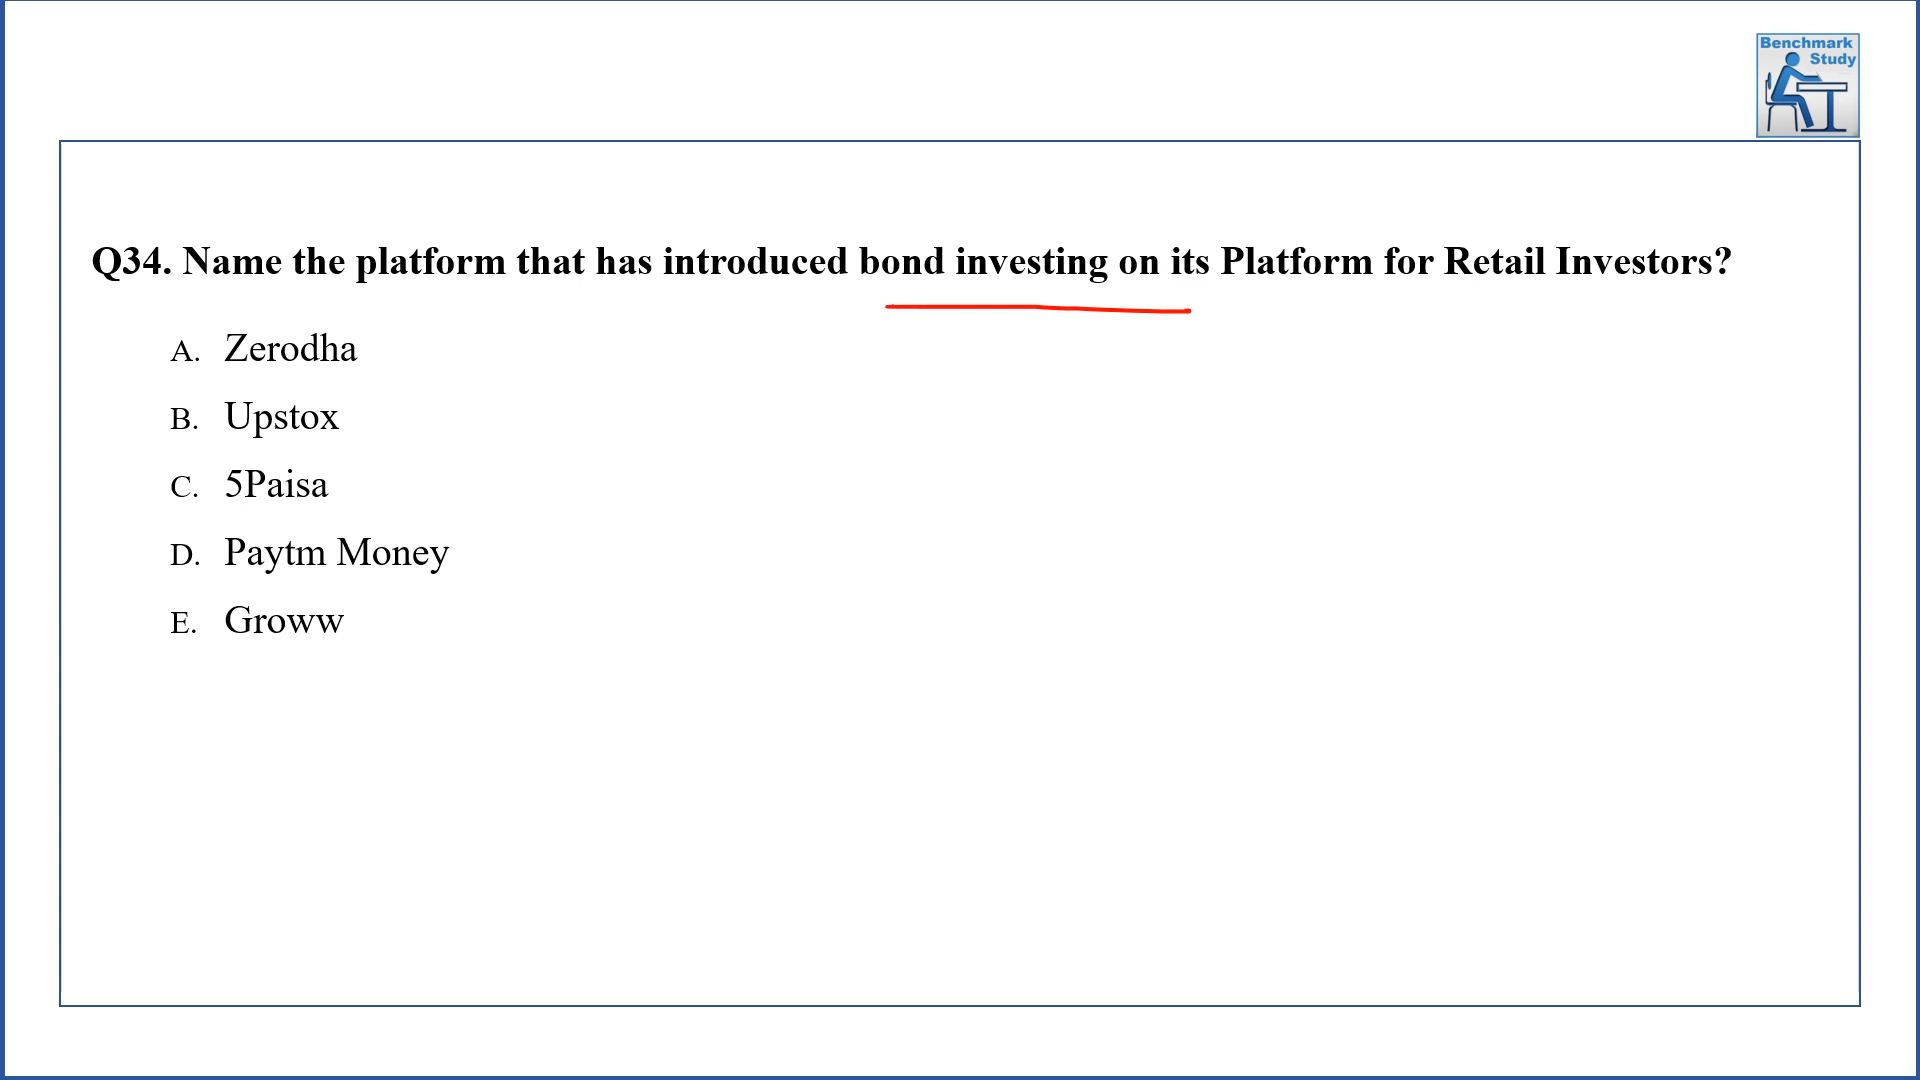 Benchmark
Study
Q34. Name the platform that has introduced bond investing on its Platform for Retail Investors?
A. Zerodha
B. Upstox
C. 5Paisa
D. Paytm Money
E. Groww